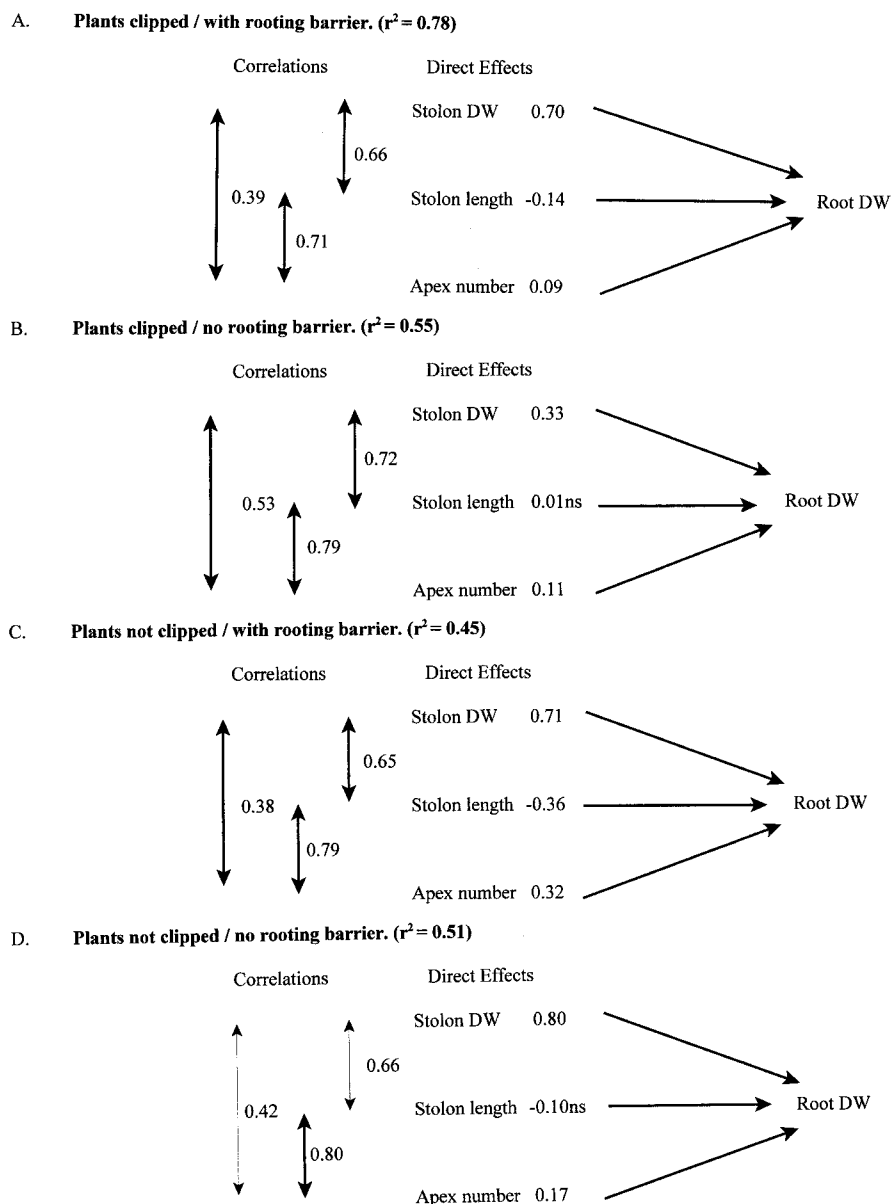 A. Plants clipped / with rooting barrier. (r² = 0.78)
Correlations Direct Effects
Stolon DW 0.70
0.66
0.39 Stolon length -0.14 Root DW
0.71
Apex number 0.09
B. Plants clipped / no rooting barrier. (r² = 0.55)
Correlations Direct Effects
Stolon DW 0.33
0.72
0.53 Stolon length 0.01ns Root DW
0.79
Apex number 0.11
C. Plants not clipped / with rooting barrier. (r² = 0.45)
Correlations Direct Effects
Stolon DW 0.71
0.65
0.38 Stolon length -0.36 Root DW
0.79
Apex number 0.32
D. Plants not clipped / no rooting barrier. (r² = 0.51)
Correlations Direct Effects
Stolon DW 0.80
0.66
0.42 Stolon length -0.10ns Root DW
0.80
Apex number 0.17